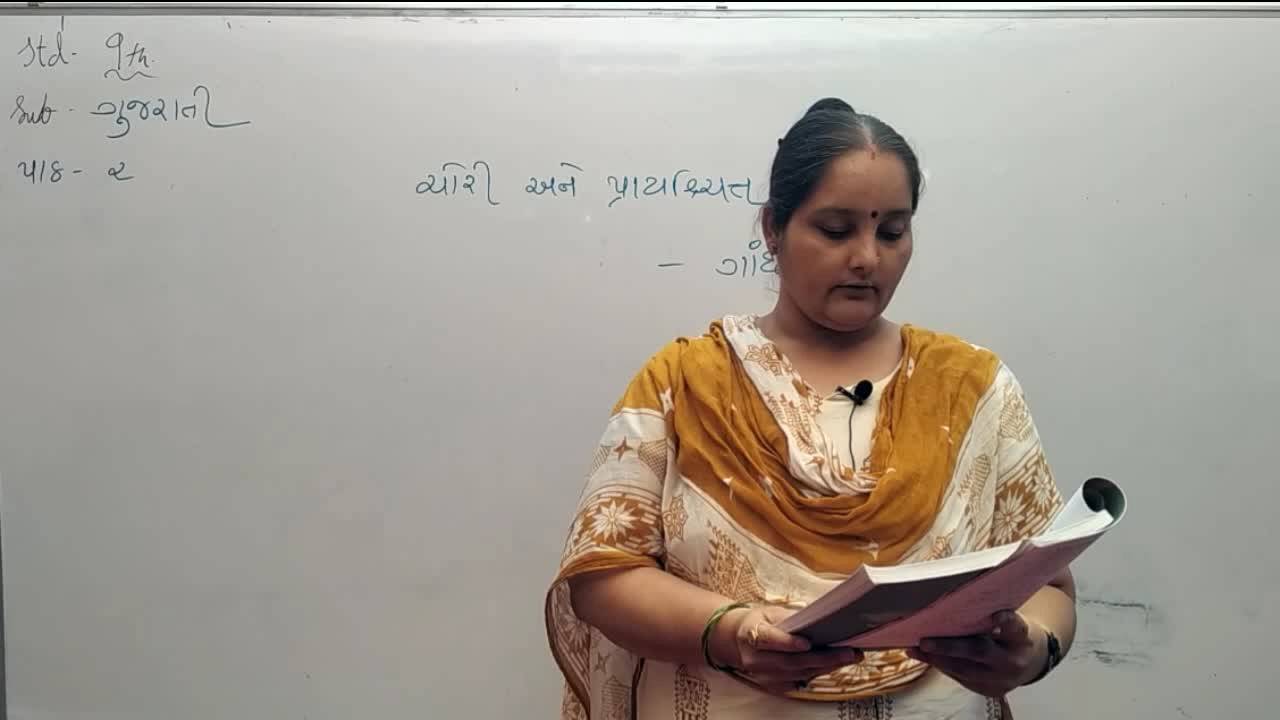 Std- 9th.
Sub- ગુજરાતી
પાઠ- ૨
ચોરી અને પ્રાયશ્ચિત
-